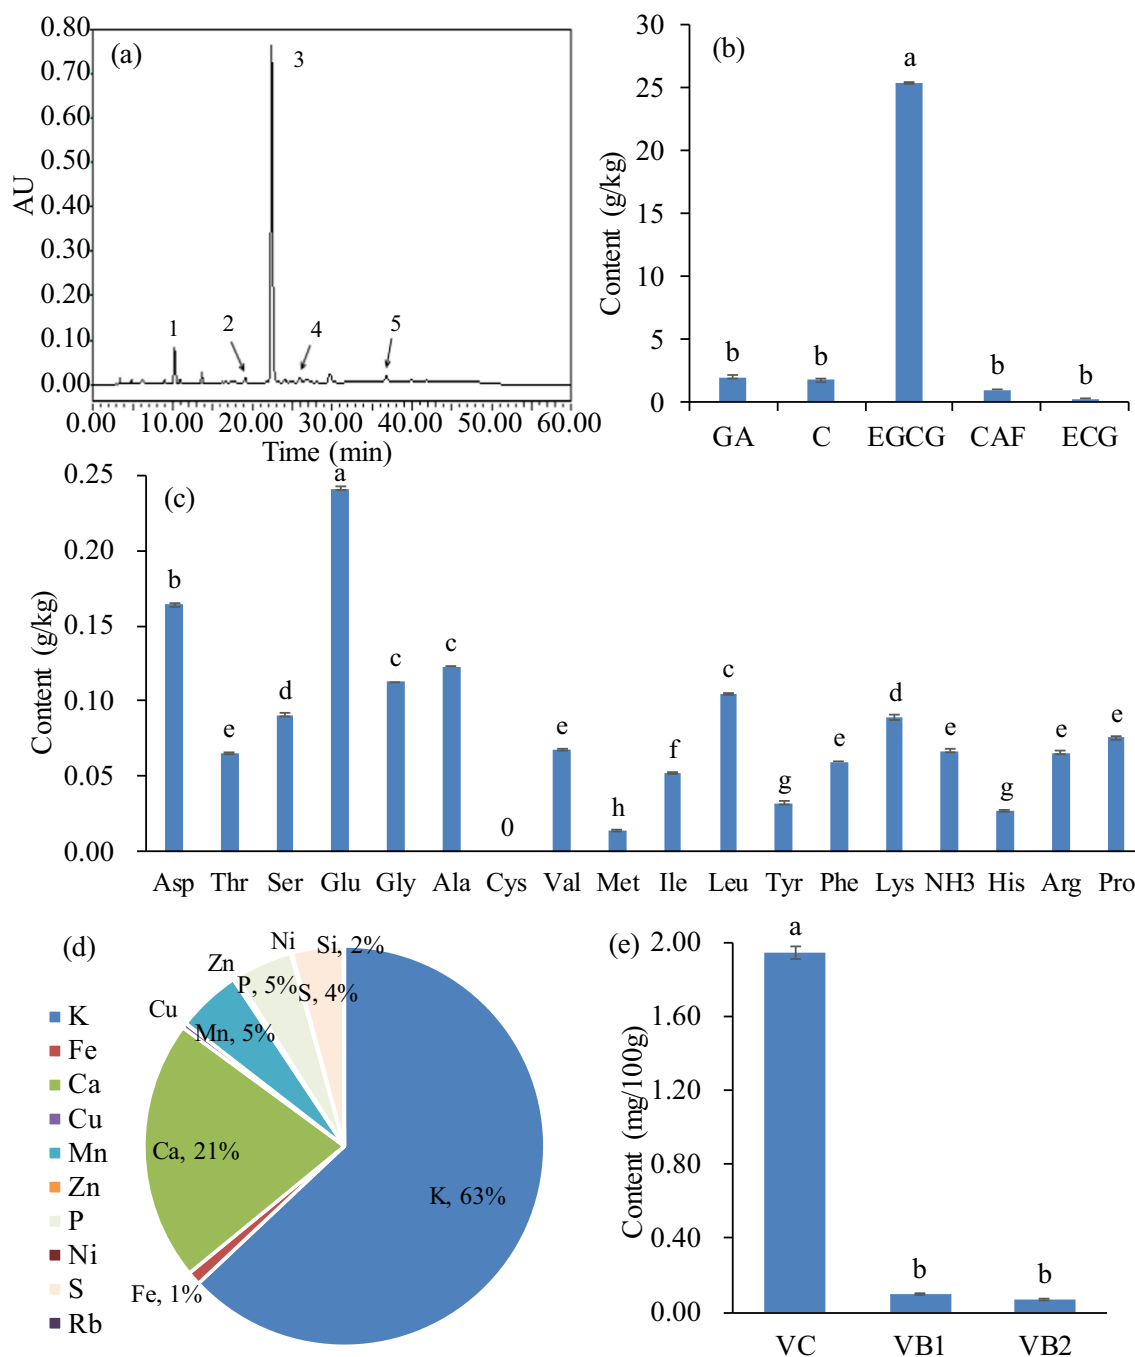 (a)
0.80
0.70
0.60
0.50
0.40
0.30
0.20
0.10
0.00
AU
1
2
3
4
5
0.00 10.00 20.00 30.00 40.00 50.00 60.00
Time (min)
(b)
30
25
20
15
10
5
0
Content (g/kg)
b b a b b
GA C EGCG CAF ECG
(c)
0.25
0.20
0.15
0.10
0.05
0.00
Content (g/kg)
b e d a c c 0 e h f c g e d e g e e
Asp Thr Ser Glu Gly Ala Cys Val Met Ile Leu Tyr Phe Lys NH3 His Arg Pro
(d)
K
Fe
Ca
Cu
Mn
Zn
P
Ni
S
Rb
Ni
Si, 2%
Zn
P, 5%
S, 4%
Cu
Mn, 5%
Ca, 21%
K, 63%
Fe, 1%
(e)
2.00
1.60
1.20
0.80
0.40
0.00
Content (mg/100g)
a b b
VC VB1 VB2